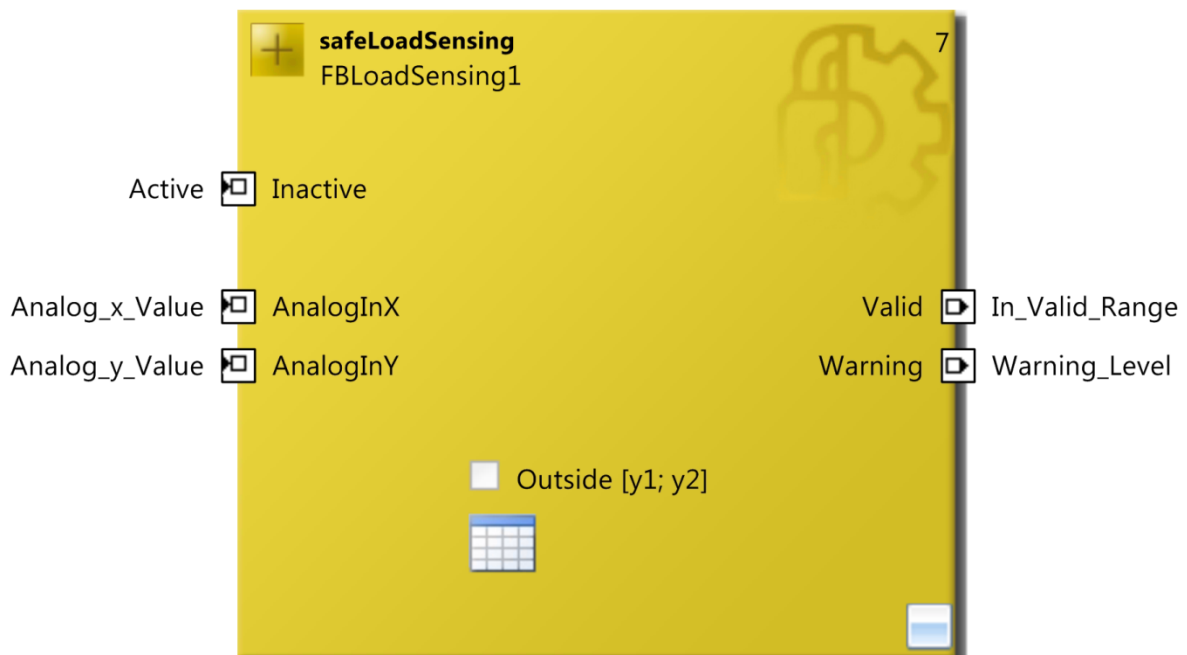 safeLoadSensing 7
FBLoadSensing1
Active Inactive
Analog_x_Value AnalogInX Valid In_Valid_Range
Analog_y_Value AnalogInY Warning Warning_Level
Outside [y1; y2]